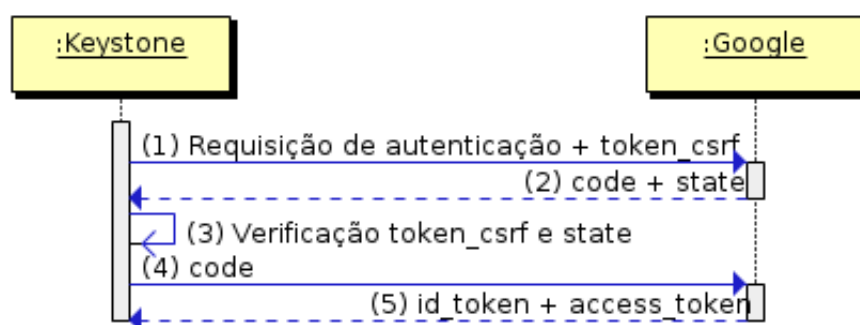 :Keystone
:Google
(1) Requisição de autenticação + token_csrf
(2) code + state
(3) Verificação token_csrf e state
(4) code
(5) id_token + access_token